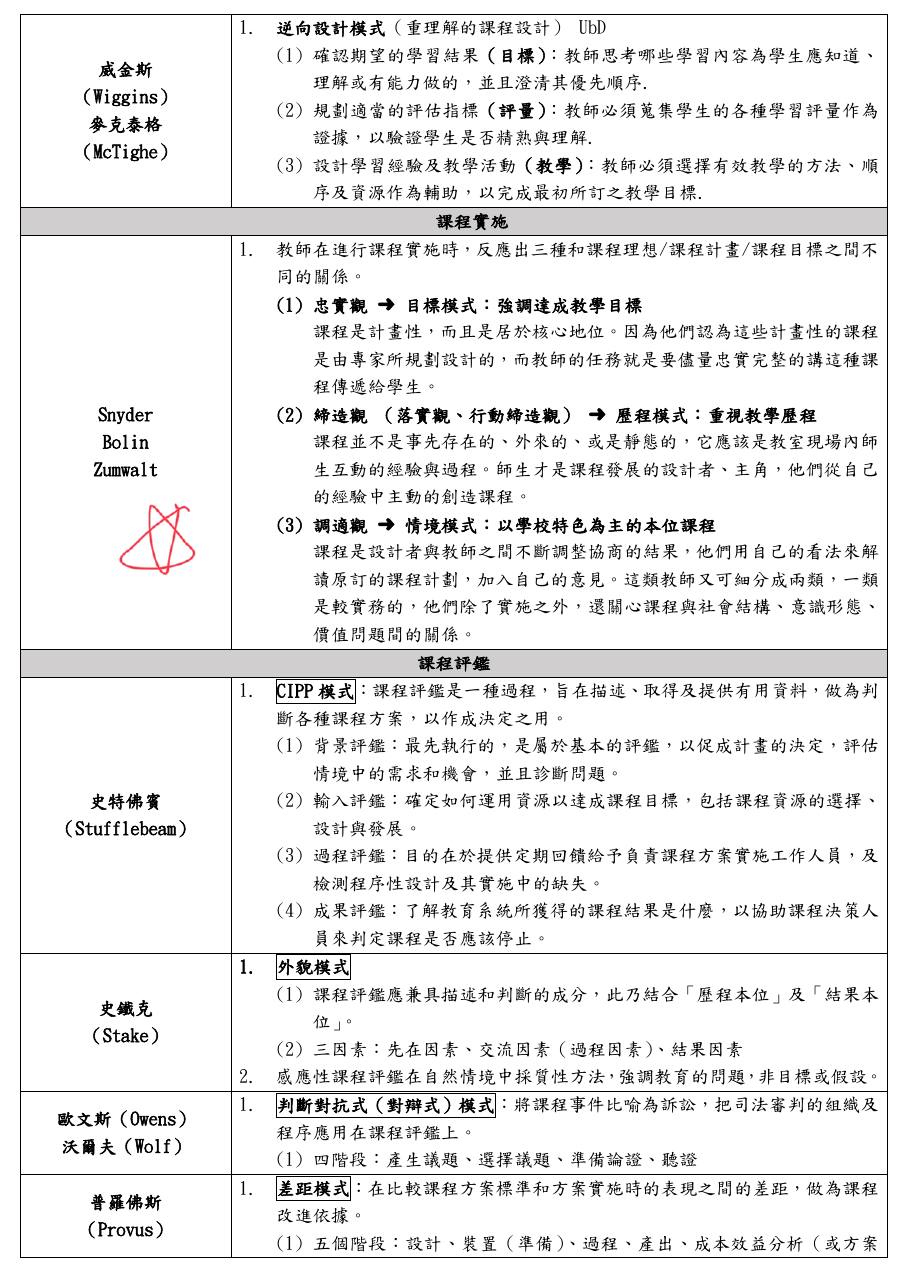 威金斯
（Wiggins）
麥克泰格
（McTighe）
1. 逆向設計模式（重理解的課程設計） UbD
(1) 確認期望的學習結果（目標）：教師思考哪些學習內容為學生應知道、
理解或有能力做的，並且澄清其優先順序.
(2) 規劃適當的評估指標（評量）：教師必須蒐集學生的各種學習評量作為
證據，以驗證學生是否精熟與理解.
(3) 設計學習經驗及教學活動（教學）：教師必須選擇有效教學的方法、順
序及資源作為輔助，以完成最初所訂之教學目標.
課程實施
Snyder
Bolin
Zumwalt
1. 教師在進行課程實施時，反應出三種和課程理想/課程計畫/課程目標之間不
同的關係。
(1) 忠實觀 ➜ 目標模式：強調達成教學目標
課程是計畫性，而且是居於核心地位。因為他們認為這些計畫性的課程
是由專家所規劃設計的，而教師的任務就是要儘量忠實完整的講這種課
程傳遞給學生。
(2) 締造觀 （落實觀、行動締造觀） ➜ 歷程模式：重視教學歷程
課程並不是事先存在的、外來的、或是靜態的，它應該是教室現場內師
生互動的經驗與過程。師生才是課程發展的設計者、主角，他們從自己
的經驗中主動的創造課程。
(3) 調適觀 ➜ 情境模式：以學校特色為主的本位課程
課程是設計者與教師之間不斷調整協商的結果，他們用自己的看法來解
讀原訂的課程計劃，加入自己的意見。這類教師又可細分成兩類，一類
是較實務的，他們除了實施之外，還關心課程與社會結構、意識形態、
價值問題間的關係。
課程評鑑
史特佛賓
（Stufflebeam）
1. CIPP 模式：課程評鑑是一種過程，旨在描述、取得及提供有用資料，做為判
斷各種課程方案，以作成決定之用。
(1) 背景評鑑：最先執行的，是屬於基本的評鑑，以促成計畫的決定，評估
情境中的需求和機會，並且診斷問題。
(2) 輸入評鑑：確定如何運用資源以達成課程目標，包括課程資源的選擇、
設計與發展。
(3) 過程評鑑：目的在於提供定期回饋給予負責課程方案實施工作人員，及
檢測程序性設計及其實施中的缺失。
(4) 成果評鑑：了解教育系統所獲得的課程結果是什麼，以協助課程決策人
員來判定課程是否應該停止。
史鐵克
（Stake）
1. 外貌模式
(1) 課程評鑑應兼具描述和判斷的成分，此乃結合「歷程本位」及「結果本
位」。
(2) 三因素：先在因素、交流因素（過程因素）、結果因素
2. 感應性課程評鑑在自然情境中採質性方法，強調教育的問題，非目標或假設。
歐文斯（Owens）
沃爾夫（Wolf）
1. 判斷對抗式（對辯式）模式：將課程事件比喻為訴訟，把司法審判的組織及
程序應用在課程評鑑上。
(1) 四階段：產生議題、選擇議題、準備論證、聽證
普羅佛斯
（Provus）
1. 差距模式：在比較課程方案標準和方案實施時的表現之間的差距，做為課程
改進依據。
(1) 五個階段：設計、裝置（準備）、過程、產出、成本效益分析（或方案